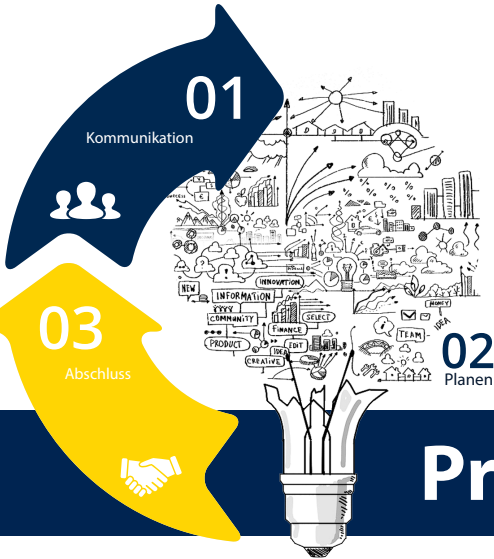 01
Kommunikation
NEW
INNOVATION
INFORMATION
COMMUNITY
SELECT
FINANCE
PRODUCT
EDIT
IDEA
CREATIVE
MONEY
IDEA
TEAM
03
Abschluss
02
Planen
Pr